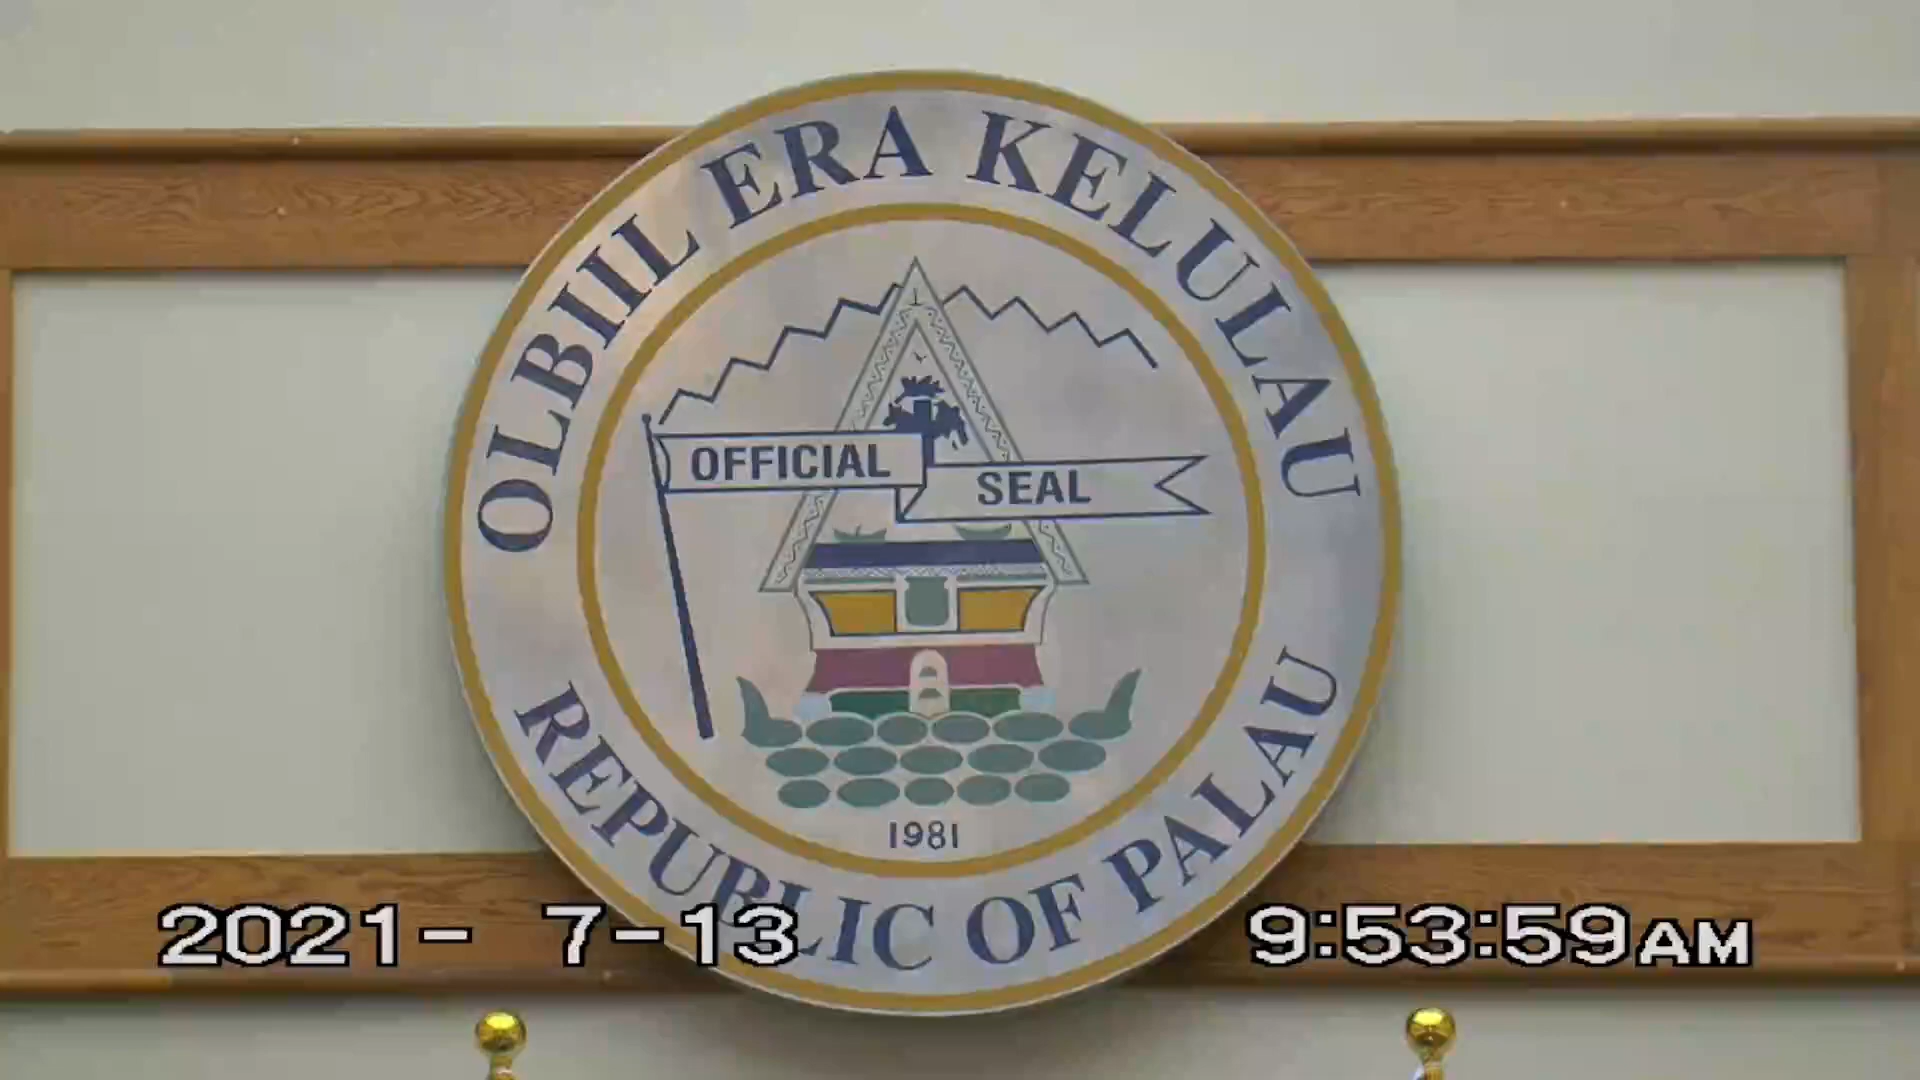 OLBIIL ERA KELULAU
OFFICIAL
SEAL
1981
REPUBLIC OF PALAU
2021- 7-13
9:53:59AM